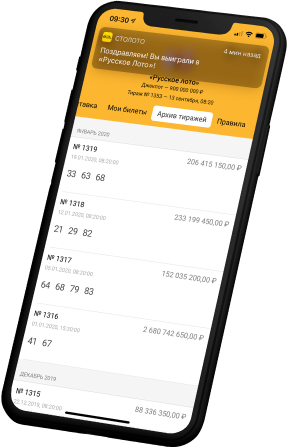 09:30
СТОЛОТО
4 мин назад
Поздравляем! Вы выиграли в
«Русское Лото»!
«Русское лото»
Джекпот — 900 000 000 ₽
Тираж № 1353 — 13 сентября, 08:20
тавка Мои билеты Архив тиражей Правила
ЯНВАРЬ 2020
№ 1319
206 415 150,00 ₽
19.01.2020, 08:20:00
33 63 68
№ 1318
233 199 450,00 ₽
12.01.2020, 08:20:00
21 29 82
№ 1317
152 035 200,00 ₽
05.01.2020, 08:20:00
64 68 79 83
№ 1316
2 680 742 650,00 ₽
01.01.2020, 15:20:00
41 67
ДЕКАБРЬ 2019
№ 1315
88 336 350,00 ₽
22.12.2019, 08:20:00